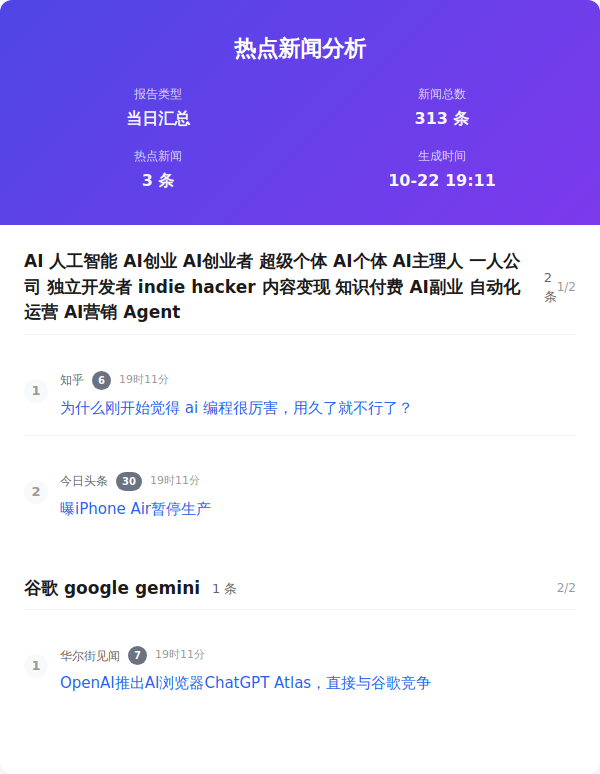 热点新闻分析
报告类型
新闻总数
当日汇总
313 条
热点新闻
生成时间
3 条
10-22 19:11
AI 人工智能 AI创业 AI创业者 超级个体 AI个体 AI主理人 一人公
司 独立开发者 indie hacker 内容变现 知识付费 AI副业 自动化
运营 AI营销 Agent
2
条
1/2
1
知乎 6 19时11分
为什么刚开始觉得 ai 编程很厉害，用久了就不行了？
2
今日头条 30 19时11分
曝iPhone Air暂停生产
谷歌 google gemini 1 条 2/2
1
华尔街见闻 7 19时11分
OpenAI推出AI浏览器ChatGPT Atlas，直接与谷歌竞争